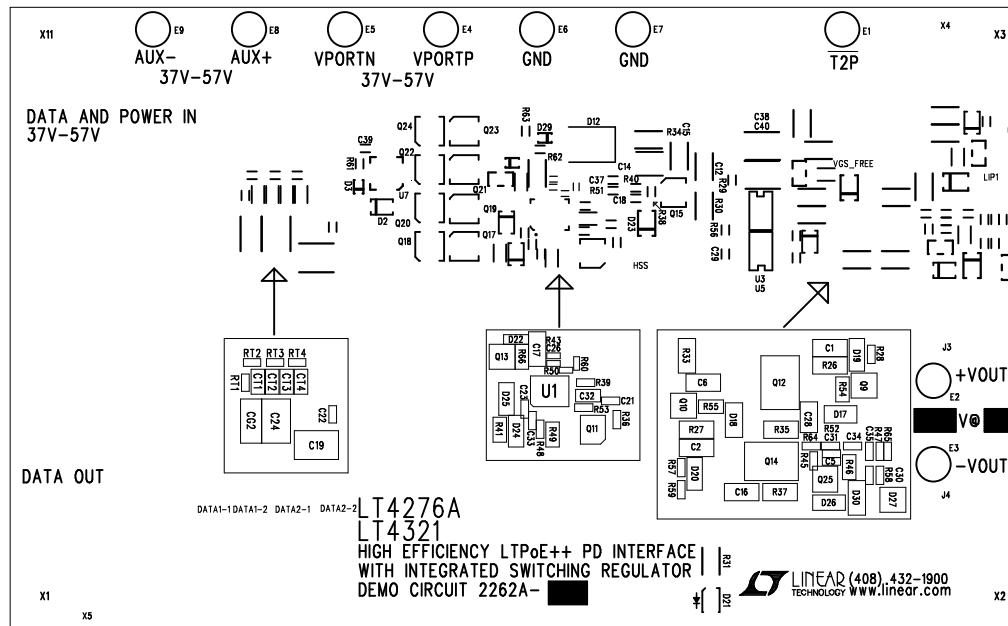 X11
E9
E8
E5
E4
E6
E7
E1
X4
X3
AUX-
AUX+
VPORTN
VPORTP
GND
GND
T2P
37V-57V
37V-57V
DATA AND POWER IN
37V-57V
C39
R61
D3
D2
U7
Q24
Q23
Q22
Q21
Q20
Q19
Q18
Q17
R63
D29
D12
R62
C14
C37
R40
R51
C18
D23
R38
Q15
R34
C15
C12
R29
R30
R56
C29
C38
C40
U3
U5
VGS_FREE
LIP1
HSS
RT2
RT3
RT4
RT1
CT1
CT2
CT3
CT4
CG2
C24
C22
C19
D22
R43
C26
Q13
R66
C17
R50
R60
D25
C23
U1
R39
C32
C21
R53
R36
R41
D24
C33
R48
R49
Q11
R33
C6
Q10
R55
D18
Q12
C1
R26
D19
R28
R54
Q9
D17
C28
R27
C2
R57
R59
D20
R35
Q14
C16
R37
R52
R64
C31
C34
C35
R47
R65
R45
C5
R46
Q25
R58
C30
D26
D30
D27
J3
+VOUT
E2
V@
E3
-VOUT
J4
DATA OUT
DATA1-1 DATA1-2 DATA2-1 DATA2-2
LT4276A
LT4321
HIGH EFFICIENCY LTPoE++ PD INTERFACE
WITH INTEGRATED SWITCHING REGULATOR
DEMO CIRCUIT 2262A-
R31
D21
LINEAR
TECHNOLOGY
(408) 432-1900
www.linear.com
X1
X5
X2